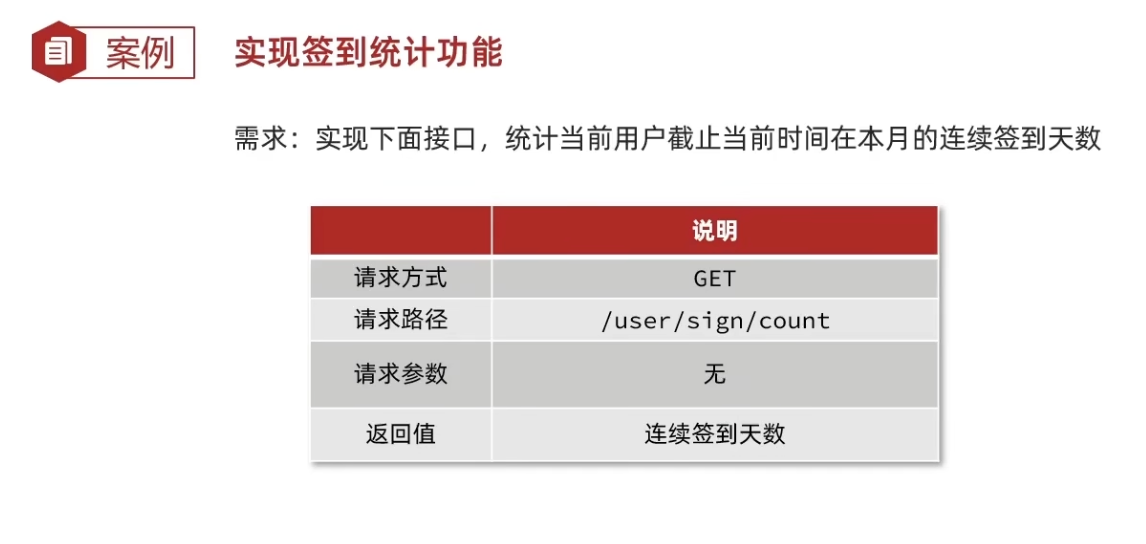 案例
实现签到统计功能
需求：实现下面接口，统计当前用户截止当前时间在本月的连续签到天数
说明
请求方式 GET
请求路径 /user/sign/count
请求参数 无
返回值 连续签到天数